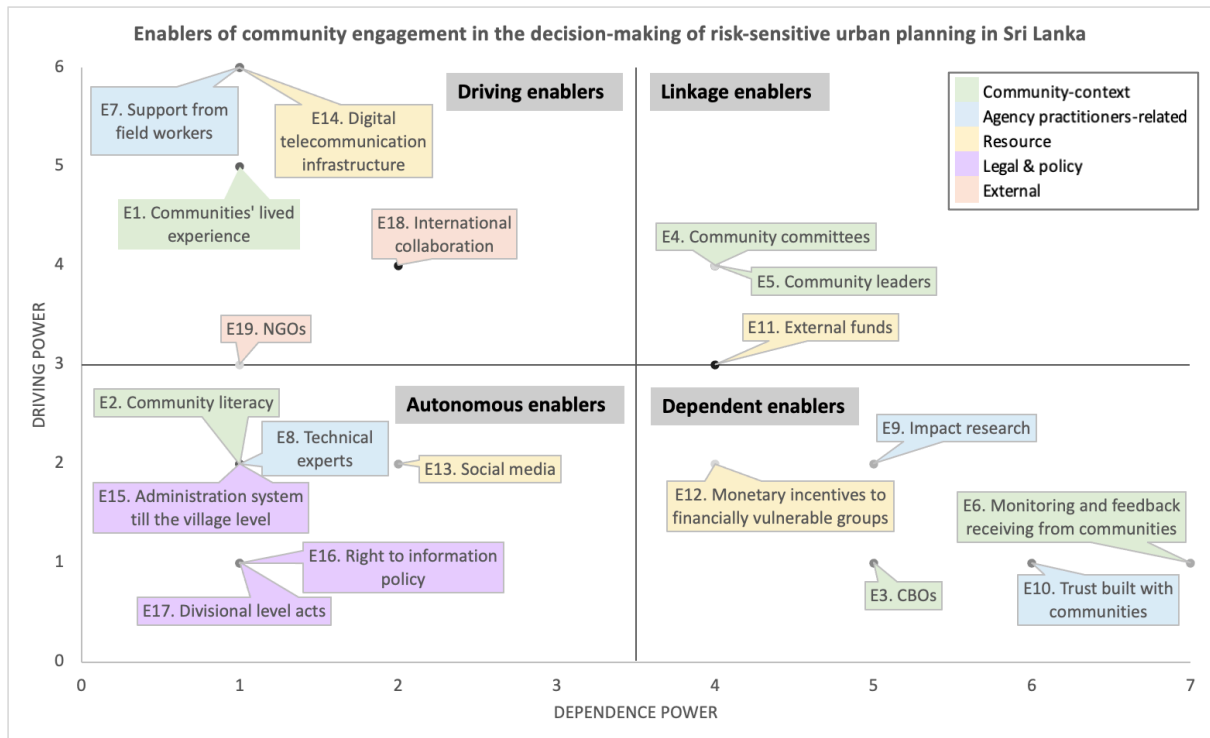 Enablers of community engagement in the decision-making of risk-sensitive urban planning in Sri Lanka
6
5
4
3
2
1
0
DRIVING POWER
Driving enablers
E7. Support from
field workers
E14. Digital
telecommunication
infrastructure
E1. Communities' lived
experience
E18. International
collaboration
E19. NGOs
Linkage enablers
Community-context
Agency practitioners-related
Resource
Legal & policy
External
E4. Community committees
E5. Community leaders
E11. External funds
Autonomous enablers
E2. Community literacy
E8. Technical
experts
E13. Social media
E15. Administration system
till the village level
E16. Right to information
policy
E17. Divisional level acts
Dependent enablers
E9. Impact research
E12. Monetary incentives to
financially vulnerable groups
E6. Monitoring and feedback
receiving from communities
E3. CBOs
E10. Trust built with
communities
0 1 2 3 4 5 6 7
DEPENDENCE POWER